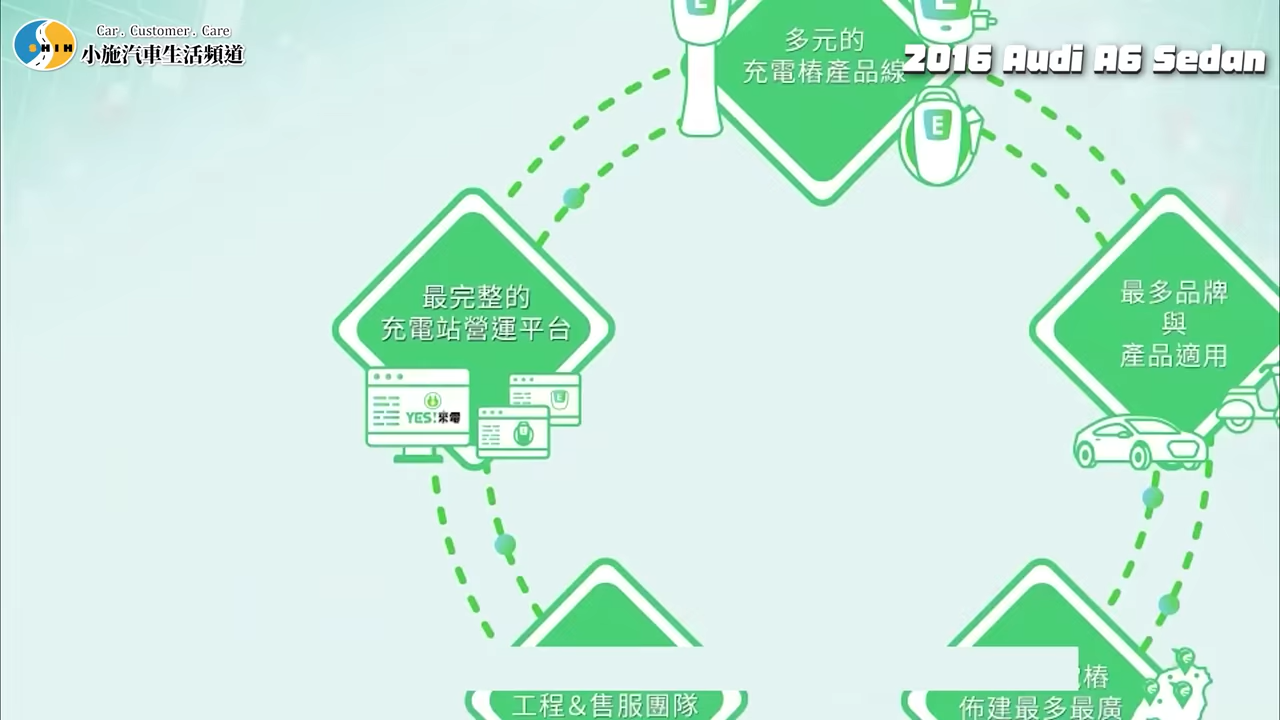 Car. Customer. Care
SHIH
小施汽車生活頻道
2016 Audi A6 Sedan
E
E
E
多元的
充電樁產品線
最完整的
充電站營運平台
YES!來電
E
最多品牌
與
產品適用
工程&售服團隊
樁
佈建最多最廣